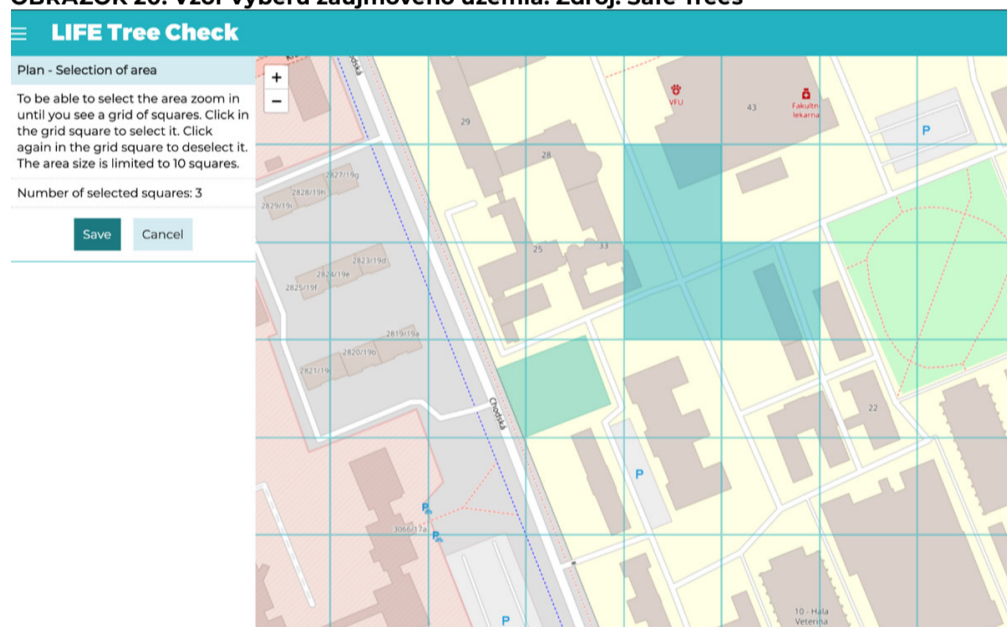 OBRÁZOK 20: Vzor výberu záujmového územia. Zdroj: Safe Trees
LIFE Tree Check
Plan - Selection of area
To be able to select the area zoom in
until you see a grid of squares. Click in
the grid square to select it. Click
again in the grid square to deselect it.
The area size is limited to 10 squares.
Number of selected squares: 3
Save
Cancel
+
−
29
VFU
43
Fakultní
lekárna
P
28
2827/19g
2828/19h
2829/19i
25
33
2823/19d
2824/19e
2825/19f
2819/19a
2820/19b
2821/19
Chodská
22
P
3066/17a
P
10 - Hala
Veterina